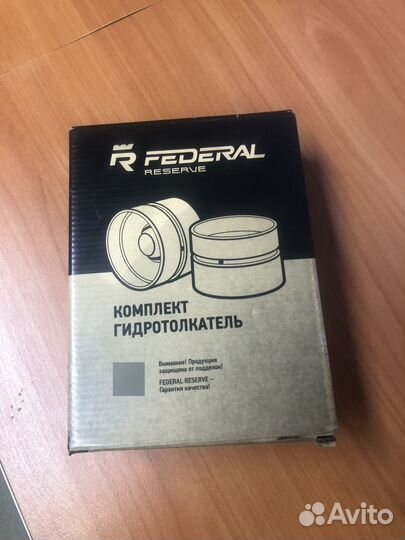 FEDERAL
RESERVE
КОМПЛЕКТ
ГИДРОТОЛКАТЕЛЬ
Внимание! Продукция
защищена от подделок!
FEDERAL RESERVE –
Гарантия качества!
Avito